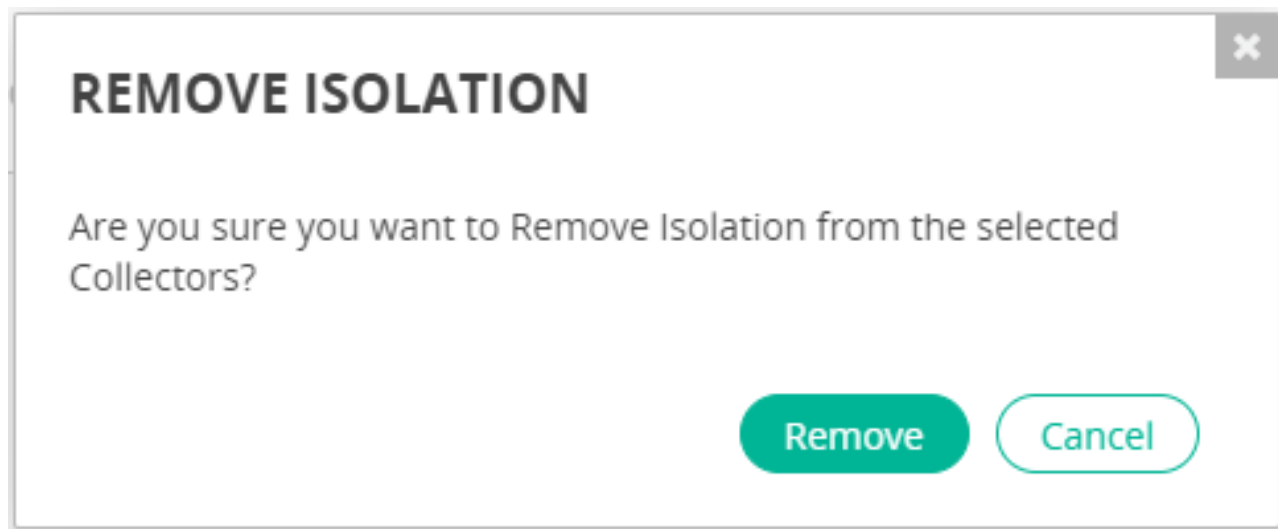 REMOVE ISOLATION
Are you sure you want to Remove Isolation from the selected
Collectors?
Remove
Cancel